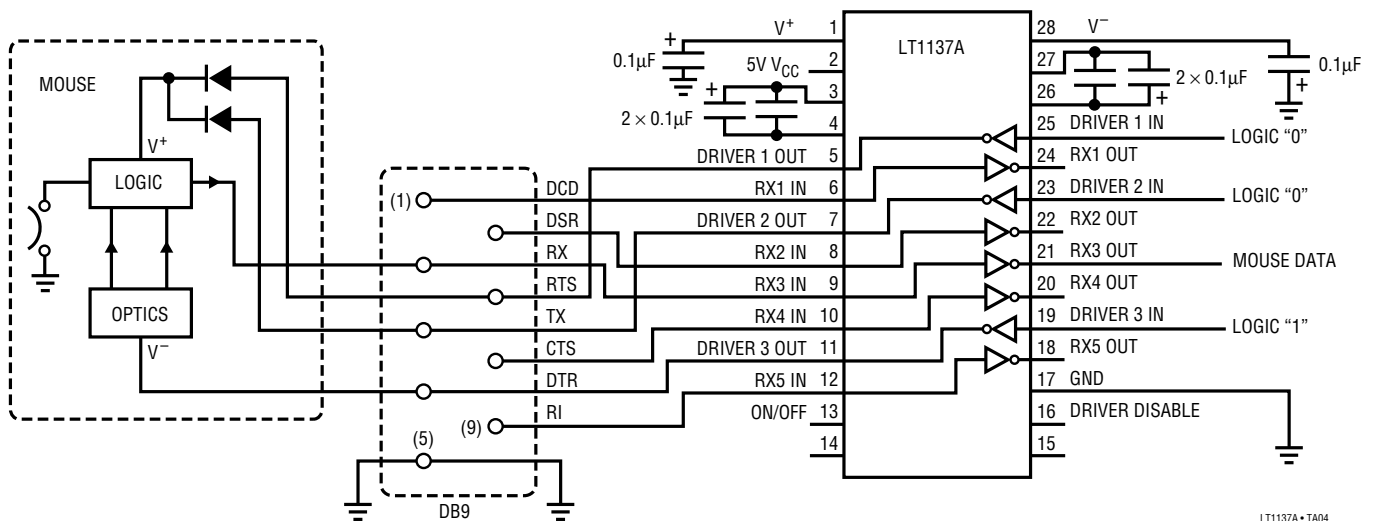 MOUSE
V+
LOGIC
OPTICS
V−
(1)
(9)
(5)
DB9
DCD
DSR
RX
RTS
TX
CTS
DTR
RI
V+
0.1µF
5V VCC
2 × 0.1µF
DRIVER 1 OUT
RX1 IN
DRIVER 2 OUT
RX2 IN
RX3 IN
RX4 IN
DRIVER 3 OUT
RX5 IN
ON/OFF
1
2
3
4
5
6
7
8
9
10
11
12
13
14
LT1137A
28 V−
27
26
25 DRIVER 1 IN
24 RX1 OUT
23 DRIVER 2 IN
22 RX2 OUT
21 RX3 OUT
20 RX4 OUT
19 DRIVER 3 IN
18 RX5 OUT
17 GND
16 DRIVER DISABLE
15
2 × 0.1µF
0.1µF
LOGIC “0”
LOGIC “0”
MOUSE DATA
LOGIC “1”
LT1137A • TA04